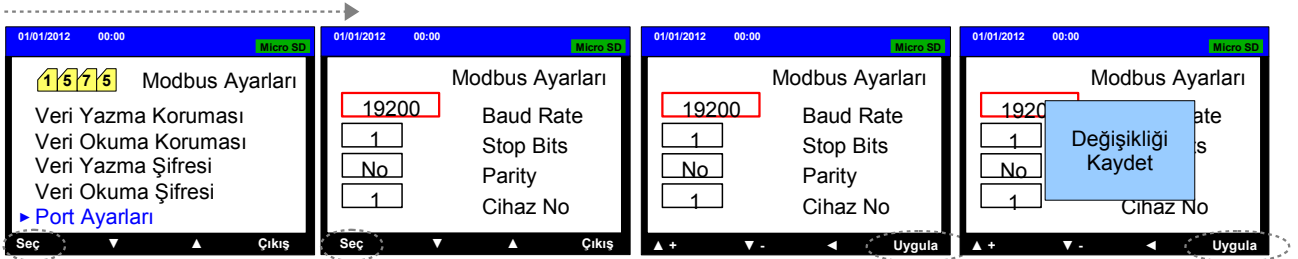 01/01/2012 00:00
Micro SD
1 5 7 5 Modbus Ayarları
Veri Yazma Koruması
Veri Okuma Koruması
Veri Yazma Şifresi
Veri Okuma Şifresi
►Port Ayarları
Seç ▼ ▲ Çıkış
01/01/2012 00:00
Micro SD
Modbus Ayarları
19200 Baud Rate
1 Stop Bits
No Parity
1 Cihaz No
Seç ▼ ▲ Çıkış
01/01/2012 00:00
Micro SD
Modbus Ayarları
19200 Baud Rate
1 Stop Bits
No Parity
1 Cihaz No
▲ + ▼ - ◄ Uygula
01/01/2012 00:00
Micro SD
Modbus Ayarları
1920 ate
1 s
Değişikliği
Kaydet
No
1 Cihaz No
▲ + ▼ - ◄ Uygula